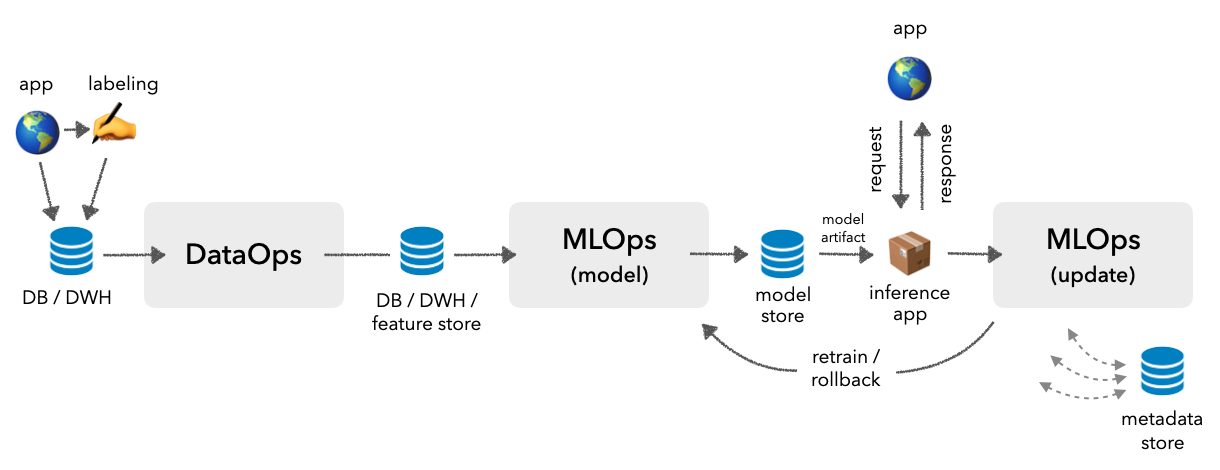 app
labeling
DB / DWH
DataOps
DB / DWH /
feature store
MLOps
(model)
model
store
model
artifact
app
request
response
inference
app
MLOps
(update)
retrain /
rollback
metadata
store